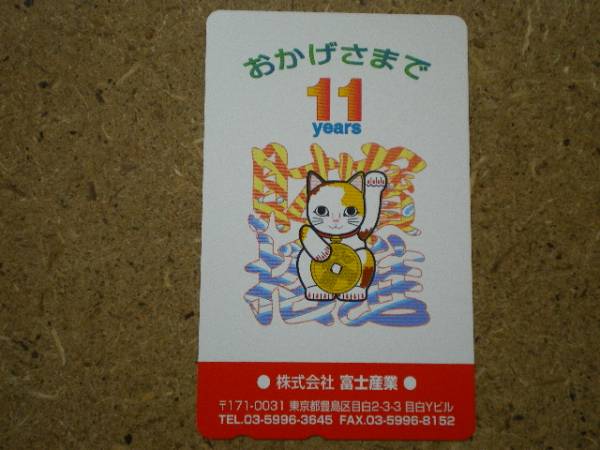 おかげさまで
11
years
● 株式会社 富士産業 ●
〒171-0031 東京都豊島区目白2-3-3 目白Yビル
TEL.03-5996-3645 FAX.03-5996-8152